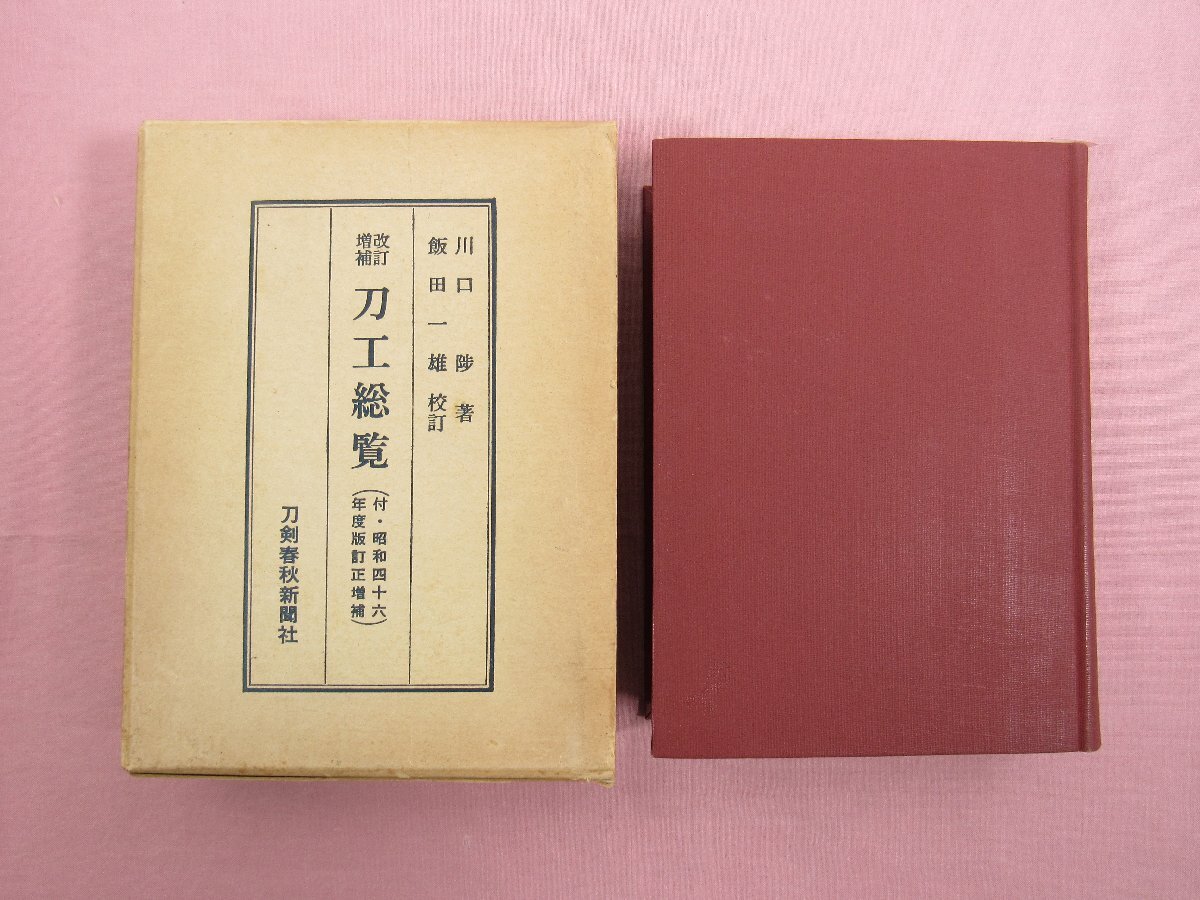 川口陟著
飯田一雄校訂
改訂
増補
刀工総覧
(付・昭和四十六
年度版訂正増補)
刀剣春秋新聞社